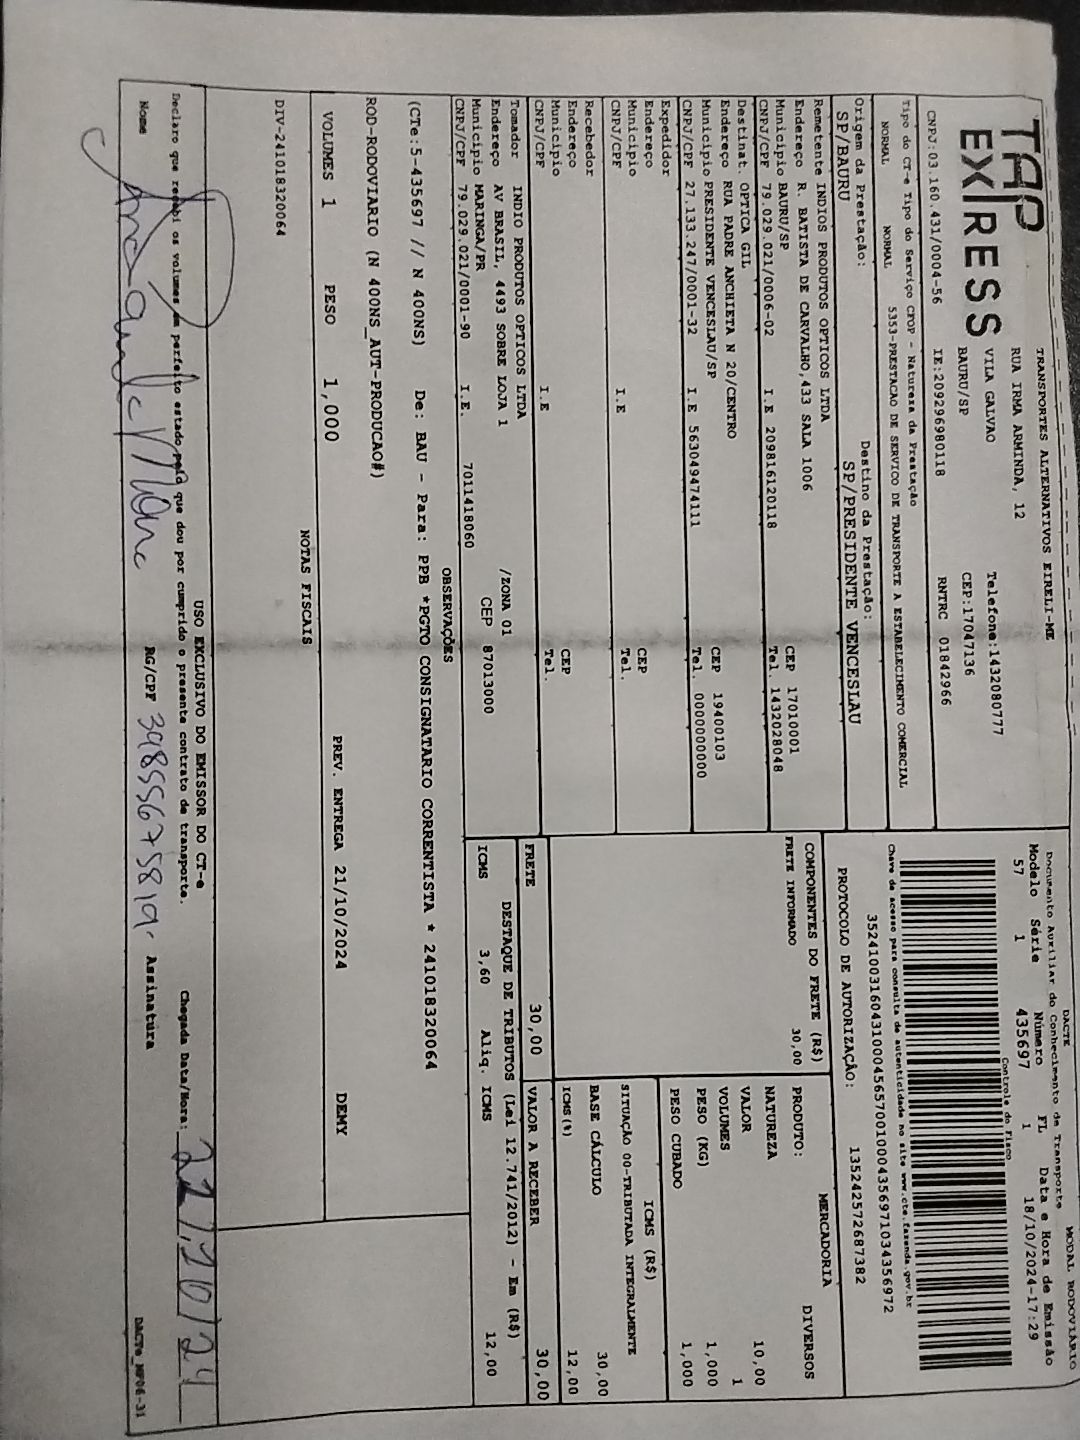 TAP
EXPRESS
TRANSPORTES ALTERNATIVOS EIRELI-ME
RUA IRMA ARMINDA, 12
VILA GALVAO Telefone:1432080777
BAURU/SP CEP:17047136
CNPJ:03.160.431/0004-56 IE:209296980118 RNTRC 01842966
DACTE MODAL RODOVIÁRIO
Documento Auxiliar do Conhecimento de Transporte
Modelo Série Número FL Data e Hora de Emissão
57 1 435697 1 18/10/2024-17:29
Controle do Fisco
Chave de acesso para consulta de autenticidade no site www.cte.fazenda.gov.br
35241003160431000456570010004356971034356972
PROTOCOLO DE AUTORIZAÇÃO: 135242572687382
Tipo do CT-e Tipo do Serviço CFOP - Natureza da Prestação
NORMAL NORMAL 5353-PRESTACAO DE SERVICO DE TRANSPORTE A ESTABELECIMENTO COMERCIAL
Origem da Prestação: Destino da Prestação:
SP/BAURU SP/PRESIDENTE VENCESLAU
Remetente INDIOS PRODUTOS OPTICOS LTDA
Endereço R. BATISTA DE CARVALHO,433 SALA 1006
Município BAURU/SP CEP 17010001
CNPJ/CPF 79.029.021/0006-02 I.E 209816120118 Tel. 1432028048
Destinat. OPTICA GIL
Endereço RUA PADRE ANCHIETA N 20/CENTRO
Município PRESIDENTE VENCESLAU/SP CEP 19400103
CNPJ/CPF 27.133.247/0001-32 I.E 563049474111 Tel. 0000000000
Expedidor
Endereço
Município CEP
CNPJ/CPF I.E Tel.
Recebedor
Endereço
Município CEP
CNPJ/CPF I.E Tel.
Tomador INDIO PRODUTOS OPTICOS LTDA
Endereço AV BRASIL, 4493 SOBRE LOJA 1 /ZONA 01
Município MARINGA/PR CEP 87013000
CNPJ/CPF 79.029.021/0001-90 I.E. 7011418060
COMPONENTES DO FRETE (R$)
FRETE INFORMADO 30,00
MERCADORIA
PRODUTO: DIVERSOS
NATUREZA
VALOR 10,00
VOLUMES 1
PESO (KG) 1,000
PESO CUBADO 1,000
ICMS (R$)
SITUAÇÃO 00-TRIBUTADA INTEGRALMENTE
BASE CÁLCULO 30,00
ICMS(%) 12,00
FRETE 30,00 VALOR A RECEBER 30,00
DESTAQUE DE TRIBUTOS (Lei 12.741/2012) - Em (R$)
ICMS 3,60 Aliq. ICMS 12,00
OBSERVAÇÕES
(CTe:5-435697 // N 400NS) De: BAU - Para: PPB *PGTO CONSIGNATARIO CORRENTISTA * 241018320064
ROD-RODOVIARIO (N 400NS_AUT-PRODUCAO#)
VOLUMES 1 PESO 1,000 PREV. ENTREGA 21/10/2024 DEMY
NOTAS FISCAIS
DIV-241018320064
USO EXCLUSIVO DO EMISSOR DO CT-e
Declaro que recebi os volumes em perfeito estado pelo que dou por cumprido o presente contrato de transporte. Chegada Data/Hora: 22/10/24
Nome RG/CPF 39855675819 Assinatura
DACTe_MP06-31